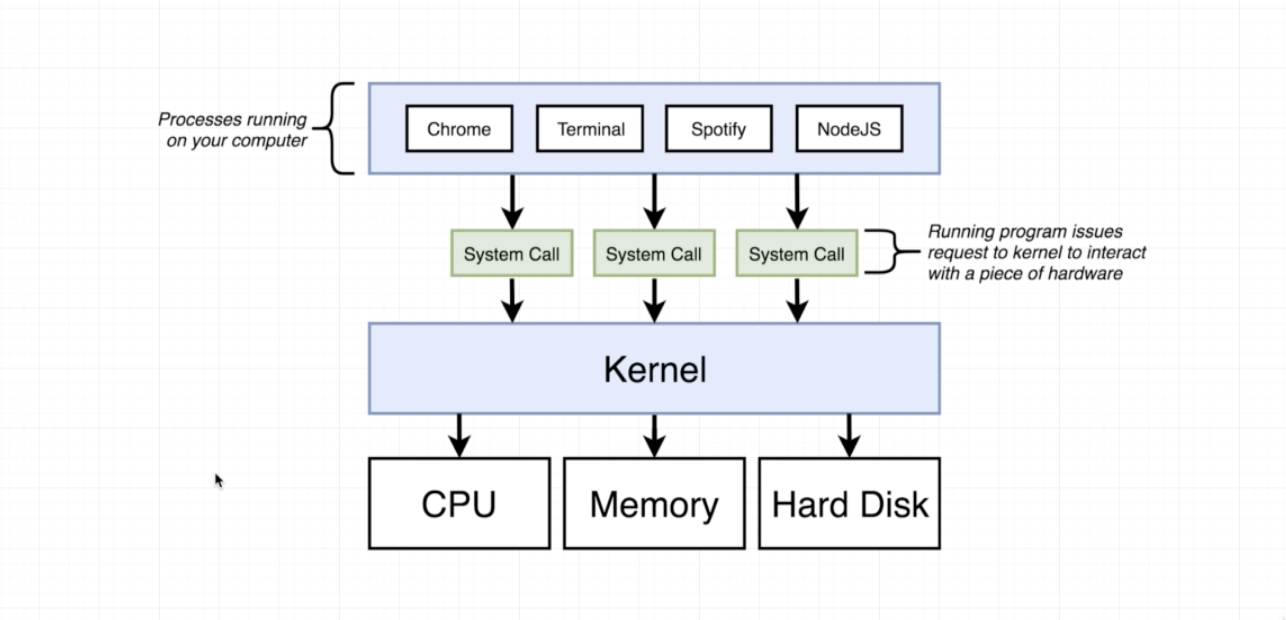 Processes running
on your computer
Chrome
Terminal
Spotify
NodeJS
System Call
System Call
System Call
Running program issues
request to kernel to interact
with a piece of hardware
Kernel
CPU
Memory
Hard Disk